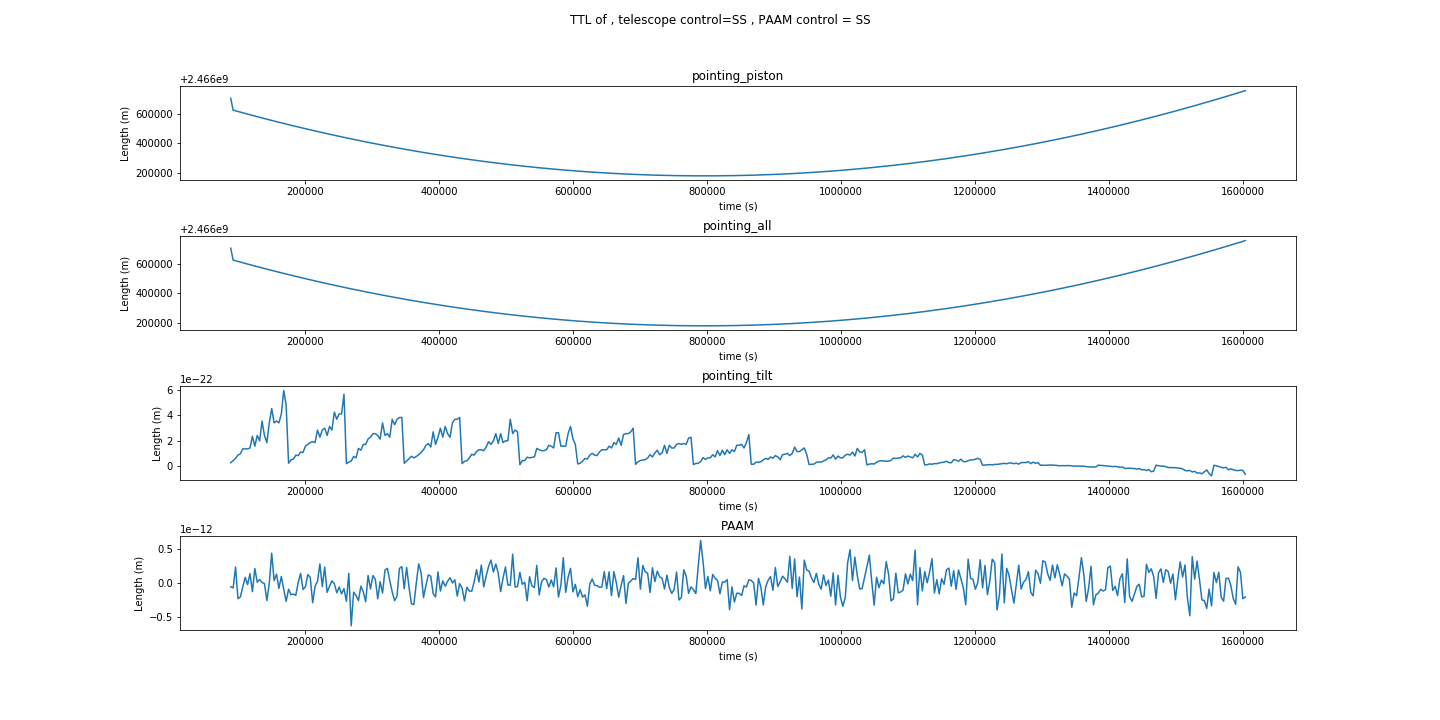 TTL of , telescope control=SS , PAAM control = SS
pointing_piston
+2.466e9
600000
400000
200000
Length (m)
200000 400000 600000 800000 1000000 1200000 1400000 1600000
time (s)
pointing_all
+2.466e9
600000
400000
200000
Length (m)
200000 400000 600000 800000 1000000 1200000 1400000 1600000
time (s)
pointing_tilt
1e−22
6
4
2
0
Length (m)
200000 400000 600000 800000 1000000 1200000 1400000 1600000
time (s)
PAAM
1e−12
0.5
0.0
−0.5
Length (m)
200000 400000 600000 800000 1000000 1200000 1400000 1600000
time (s)